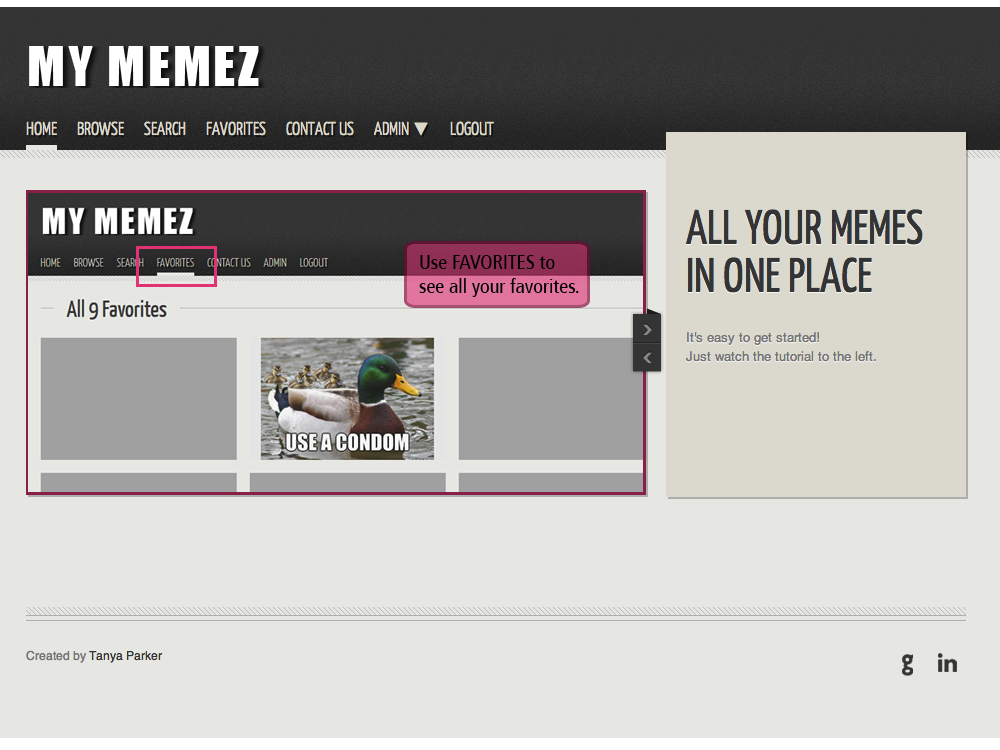 MY MEMEZ
HOME BROWSE SEARCH FAVORITES CONTACT US ADMIN ▼ LOGOUT
MY MEMEZ
HOME BROWSE SEARCH FAVORITES CONTACT US ADMIN LOGOUT
Use FAVORITES to
see all your favorites.
All 9 Favorites
USE A CONDOM
ALL YOUR MEMES
IN ONE PLACE
It's easy to get started!
Just watch the tutorial to the left.
Created by Tanya Parker
g in